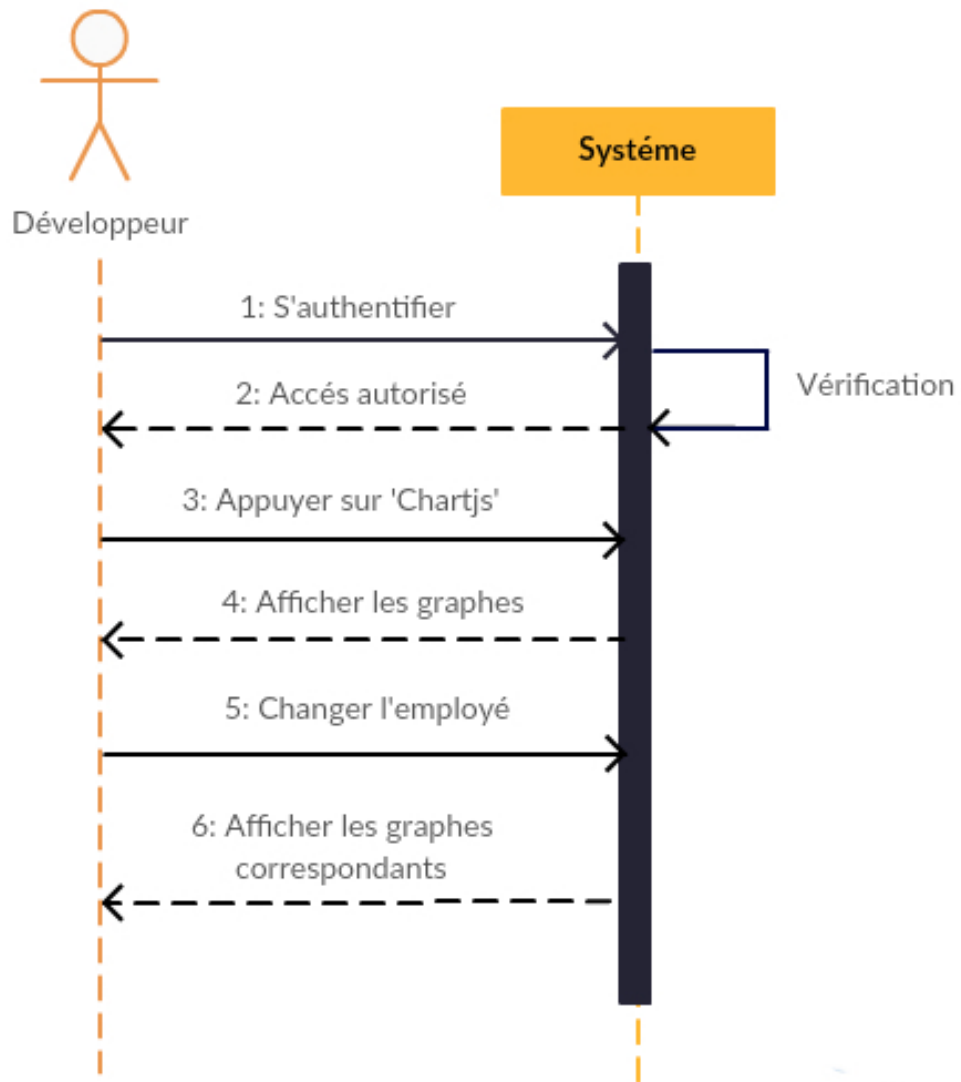 Systéme
Développeur
1: S'authentifier
Vérification
2: Accés autorisé
3: Appuyer sur 'Chartjs'
4: Afficher les graphes
5: Changer l'employé
6: Afficher les graphes
correspondants